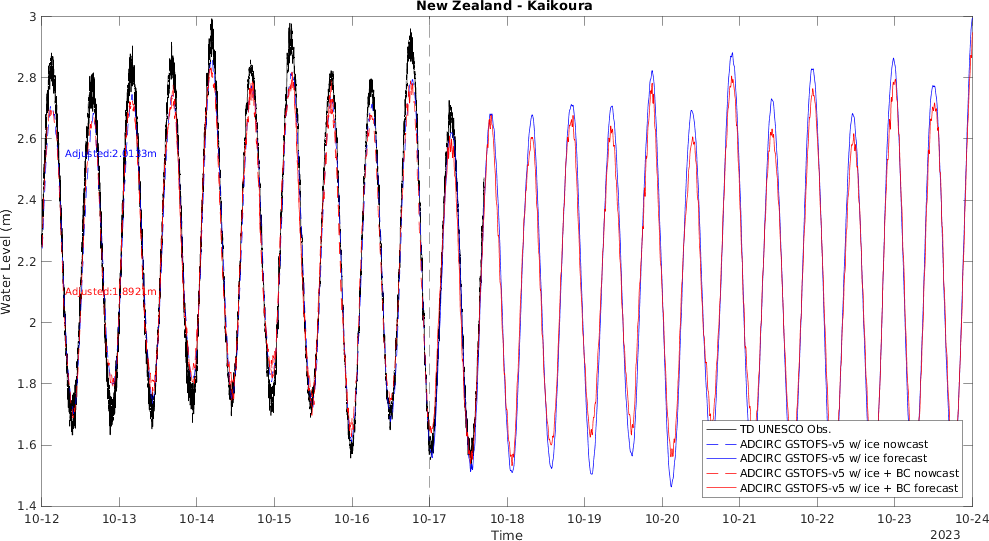 New Zealand - Kaikoura
3
2.8
2.6
2.4
2.2
2
1.8
1.6
1.4
Water Level (m)
Adjusted:2.0133m
Adjusted:1.8921m
TD UNESCO Obs.
ADCIRC GSTOFS-v5 w/ ice nowcast
ADCIRC GSTOFS-v5 w/ ice forecast
ADCIRC GSTOFS-v5 w/ ice + BC nowcast
ADCIRC GSTOFS-v5 w/ ice + BC forecast
10-12 10-13 10-14 10-15 10-16 10-17 10-18 10-19 10-20 10-21 10-22 10-23 10-24
Time
2023